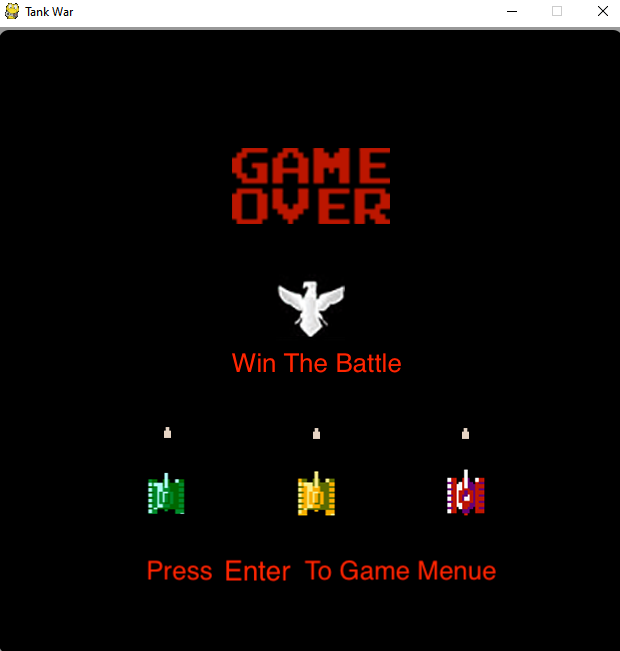 Tank War
GAME
OVER
Win The Battle
Press Enter To Game Menue